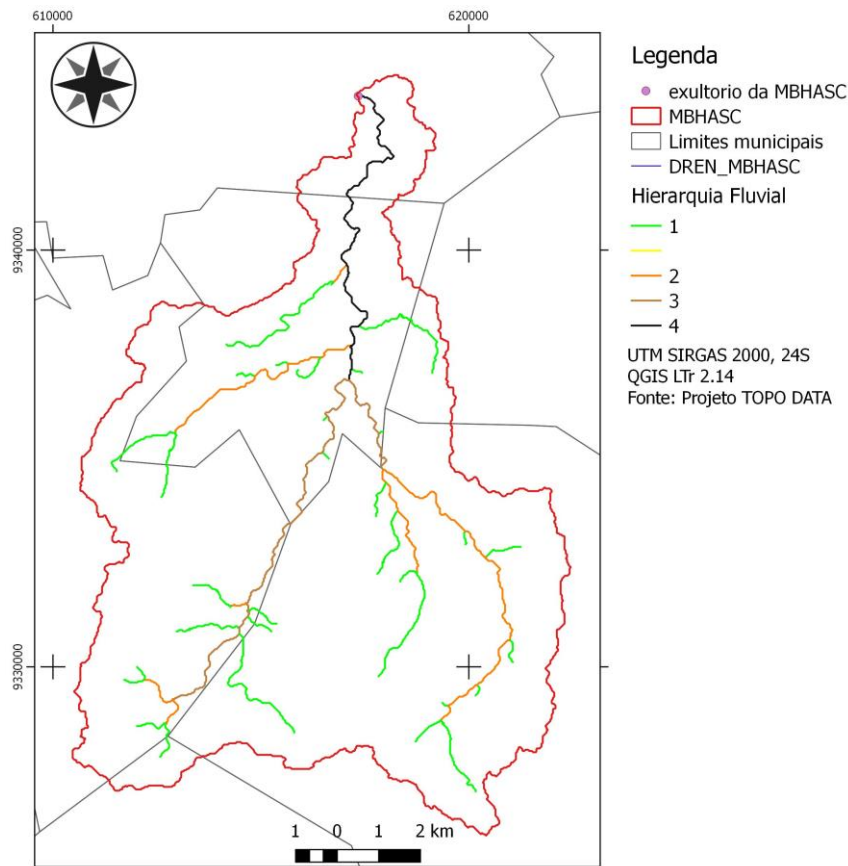 610000
620000
9340000
9330000
1 0 1 2 km
Legenda
exultorio da MBHASC
MBHASC
Limites municipais
DREN_MBHASC
Hierarquia Fluvial
1
2
3
4
UTM SIRGAS 2000, 24S
QGIS LTr 2.14
Fonte: Projeto TOPO DATA